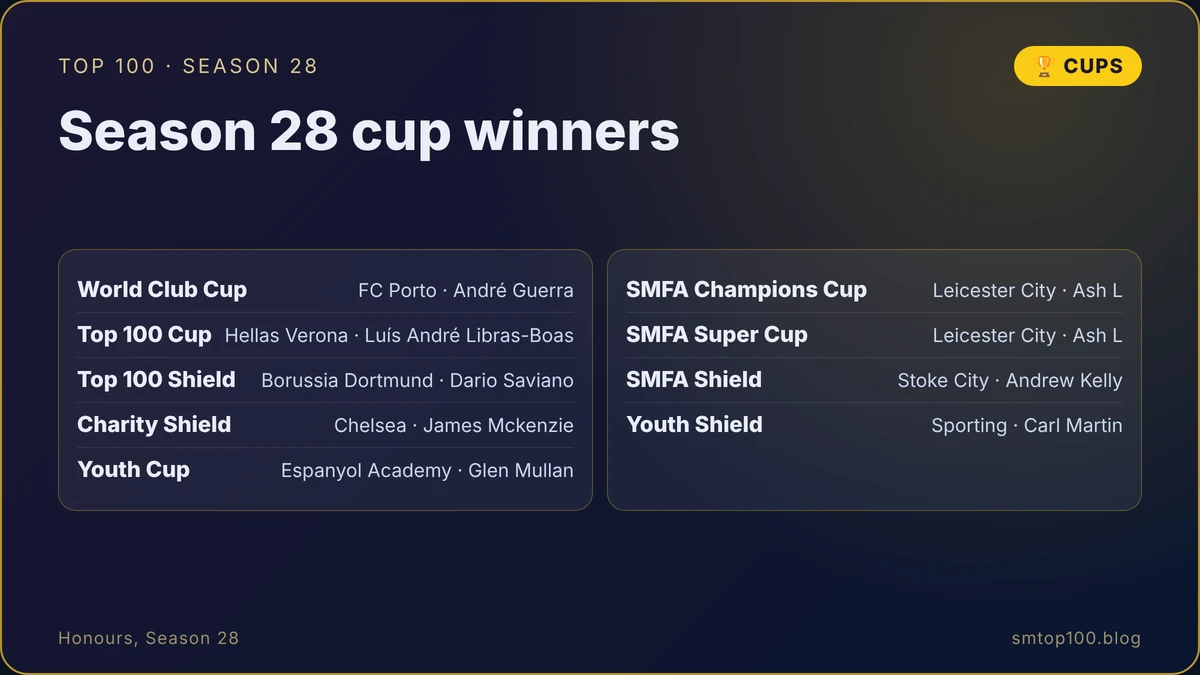 TOP 100 · SEASON 28
🏆 CUPS
Season 28 cup winners
World Club Cup FC Porto · André Guerra
Top 100 Cup Hellas Verona · Luís André Libras-Boas
Top 100 Shield Borussia Dortmund · Dario Saviano
Charity Shield Chelsea · James Mckenzie
Youth Cup Espanyol Academy · Glen Mullan
SMFA Champions Cup Leicester City · Ash L
SMFA Super Cup Leicester City · Ash L
SMFA Shield Stoke City · Andrew Kelly
Youth Shield Sporting · Carl Martin
Honours, Season 28
smtop100.blog